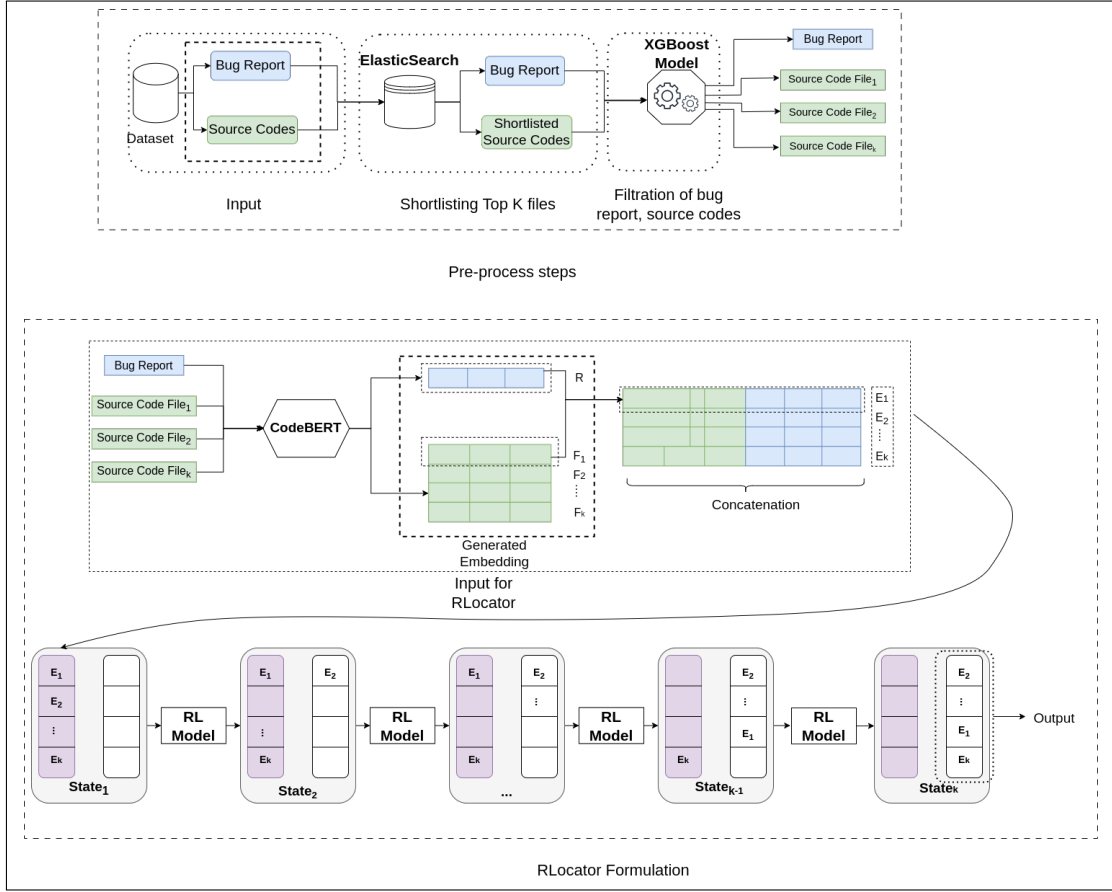 XGBoost
Model
Bug Report
ElasticSearch
Bug Report
Bug Report
Source Code File1
Dataset
Source Codes
Shortlisted
Source Codes
Source Code File2
Source Code Filek
Input
Shortlisting Top K files
Filtration of bug
report, source codes
Pre-process steps
Bug Report
Source Code File1
Source Code File2
Source Code Filek
CodeBERT
R
F1
F2
⋮
Fk
Generated
Embedding
E1
E2
⋮
Ek
Concatenation
Input for
RLocator
E1
E2
⋮
Ek
State1
RL
Model
E1
⋮
Ek
E2
State2
RL
Model
E1
Ek
E2
⋮
...
RL
Model
Ek
E2
⋮
E1
Statek-1
RL
Model
E2
⋮
E1
Ek
Statek
Output
RLocator Formulation